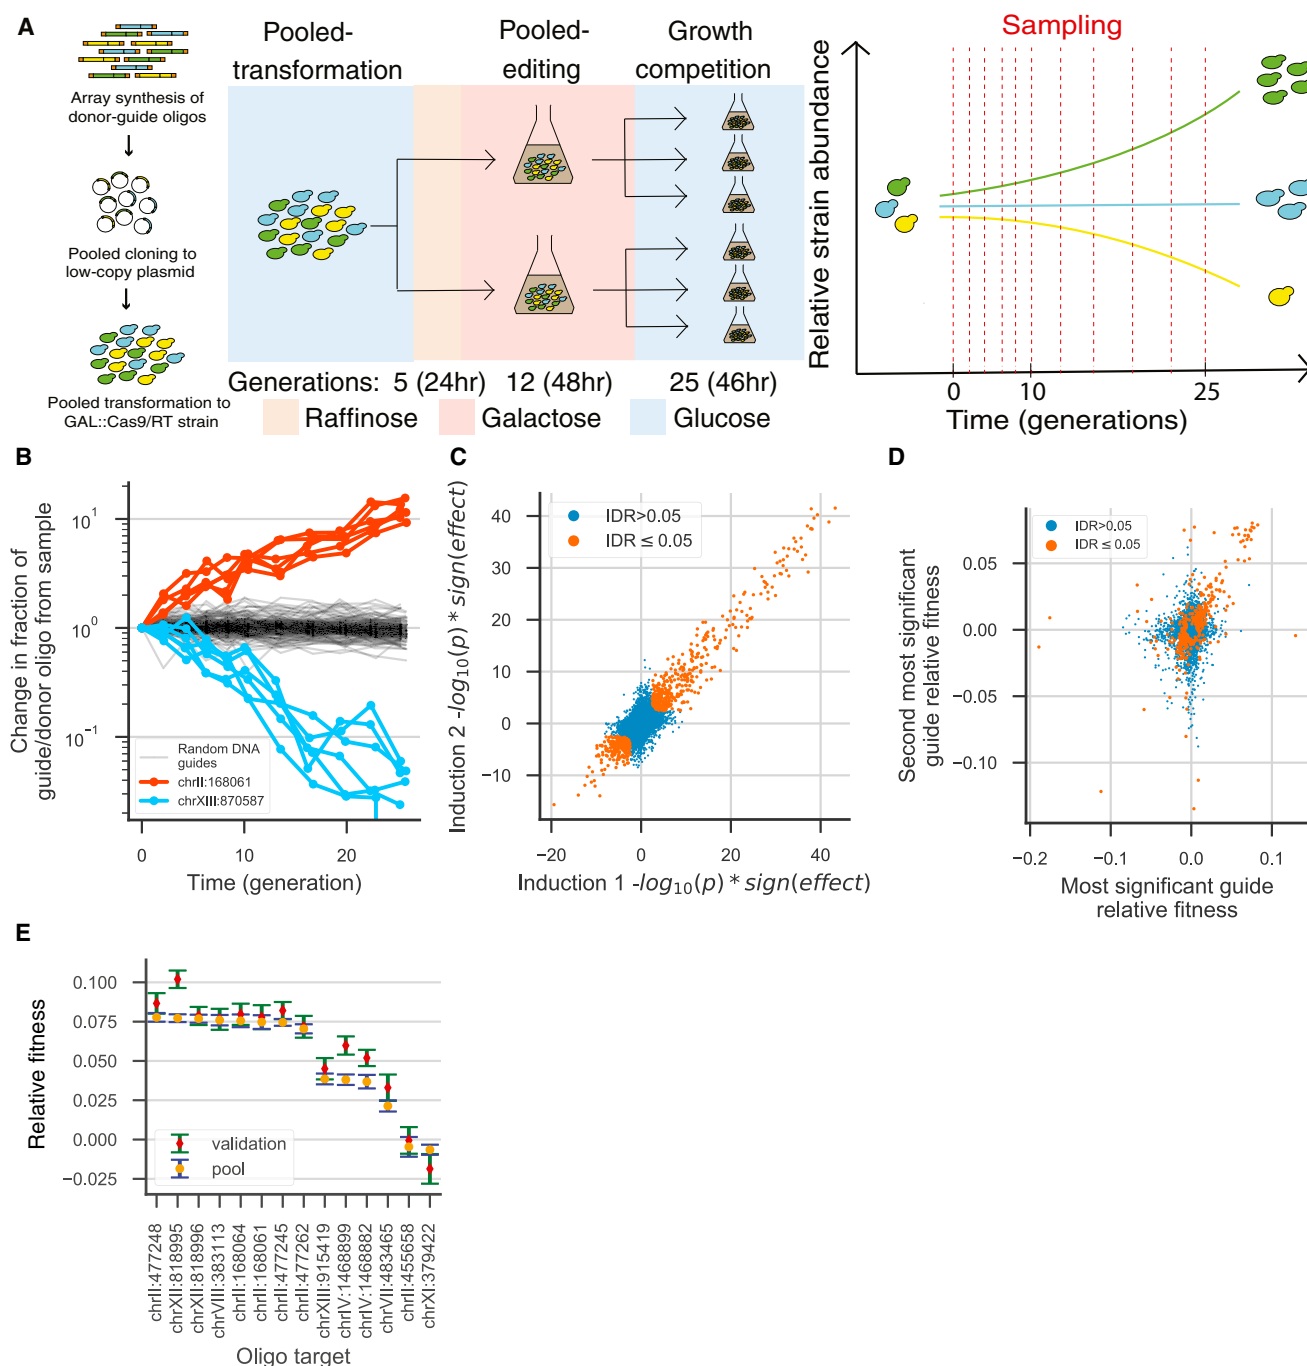 A
Array synthesis of
donor-guide oligos
Pooled cloning to
low-copy plasmid
Pooled transformation to
GAL::Cas9/RT strain
Pooled-
transformation
Pooled-
editing
Growth
competition
Generations: 5 (24hr) 12 (48hr) 25 (46hr)
Raffinose Galactose Glucose
Sampling
Relative strain abundance
0 10 25
Time (generations)
B
Change in fraction of
guide/donor oligo from sample
10^1
10^0
10^-1
Random DNA
guides
chrII:168061
chrXIII:870587
0 10 20
Time (generation)
C
Induction 2 -log10(p) * sign(effect)
40
30
20
10
0
−10
IDR>0.05
IDR ≤ 0.05
−20 0 20 40
Induction 1 -log10(p) * sign(effect)
D
Second most significant
guide relative fitness
0.05
0.00
−0.05
−0.10
IDR>0.05
IDR ≤ 0.05
−0.2 −0.1 0.0 0.1
Most significant guide
relative fitness
E
Relative fitness
0.100
0.075
0.050
0.025
0.000
−0.025
validation
pool
chrII:477248
chrXII:818995
chrXII:818996
chrVIII:383113
chrII:168064
chrII:168061
chrII:477245
chrII:477262
chrXIII:915419
chrIV:1468899
chrIV:1468882
chrVII:483465
chrII:455658
chrXI:379422
Oligo target